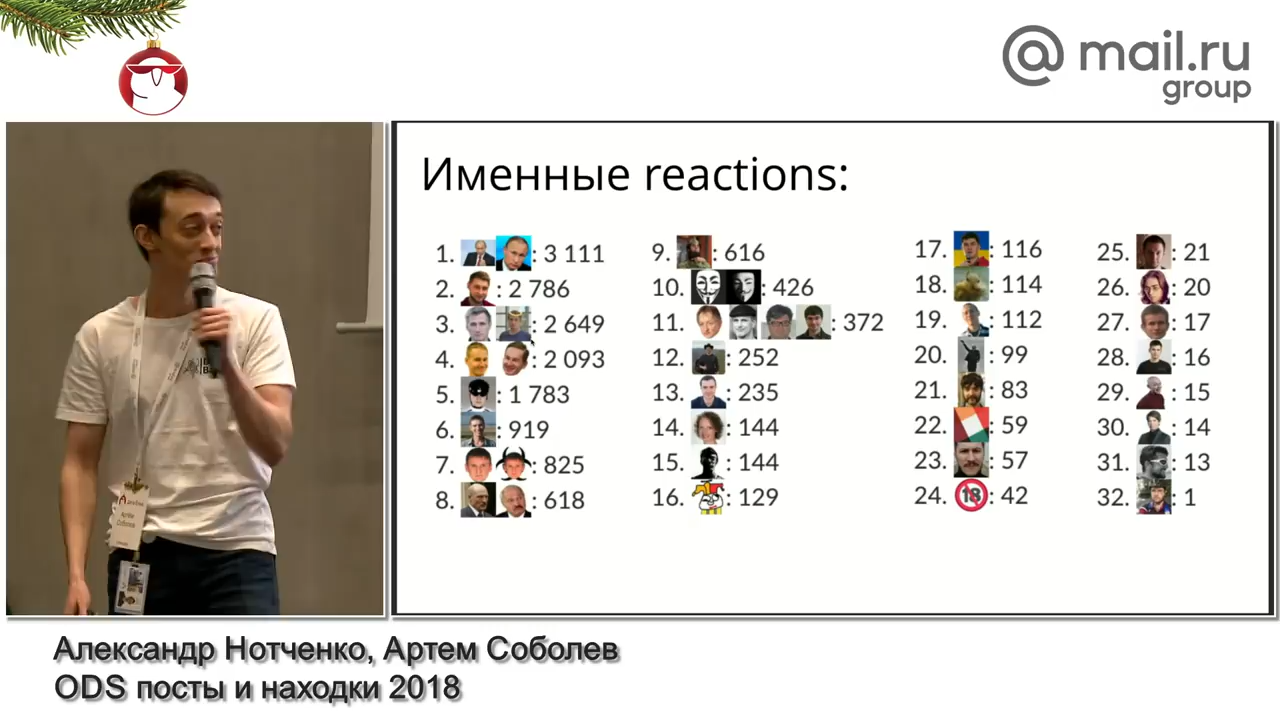 @ mail.ru
group
Именные reactions:
1. : 3 111
2. : 2 786
3. : 2 649
4. : 2 093
5. : 1 783
6. : 919
7. : 825
8. : 618
9. : 616
10. : 426
11. : 372
12. : 252
13. : 235
14. : 144
15. : 144
16. : 129
17. : 116
18. : 114
19. : 112
20. : 99
21. : 83
22. : 59
23. : 57
24. 18 : 42
25. : 21
26. : 20
27. : 17
28. : 16
29. : 15
30. : 14
31. : 13
32. : 1
Артём
Соболев
Александр Нотченко, Артем Соболев
ODS посты и находки 2018